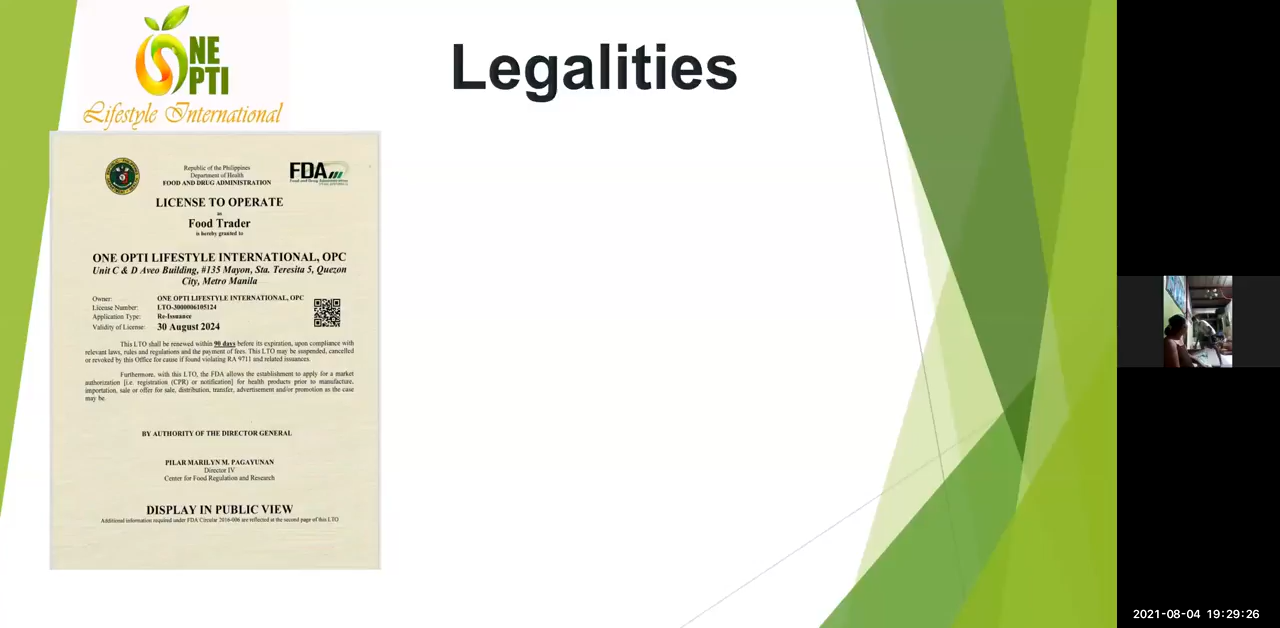 NE
PTI
Lifestyle International
Legalities
Republic of the Philippines
Department of Health
FOOD AND DRUG ADMINISTRATION
FDA
LICENSE TO OPERATE
as
Food Trader
is hereby granted to
ONE OPTI LIFESTYLE INTERNATIONAL, OPC
Unit C & D Aveo Building, #135 Mayon, Sta. Teresita 5, Quezon
City, Metro Manila
Owner: ONE OPTI LIFESTYLE INTERNATIONAL, OPC
License Number: LTO-3000006105124
Application Type: Re-Issuance
Validity of License: 30 August 2024
This LTO shall be renewed within 90 days before its expiration, upon compliance with
relevant laws, rules and regulations and the payment of fees. This LTO may be suspended, cancelled
or revoked by this Office for cause if found violating RA 9711 and related issuances.
Furthermore, with this LTO, the FDA allows the establishment to apply for a market
authorization [i.e. registration (CPR) or notification] for health products prior to manufacture,
importation, sale or offer for sale, distribution, transfer, advertisement and/or promotion as the case
may be.
BY AUTHORITY OF THE DIRECTOR GENERAL
PILAR MARILYN M. PAGAYUNAN
Director IV
Center for Food Regulation and Research
DISPLAY IN PUBLIC VIEW
Additional information required under FDA Circular 2016-006 are reflected at the second page of this LTO
2021-08-04 19:29:26